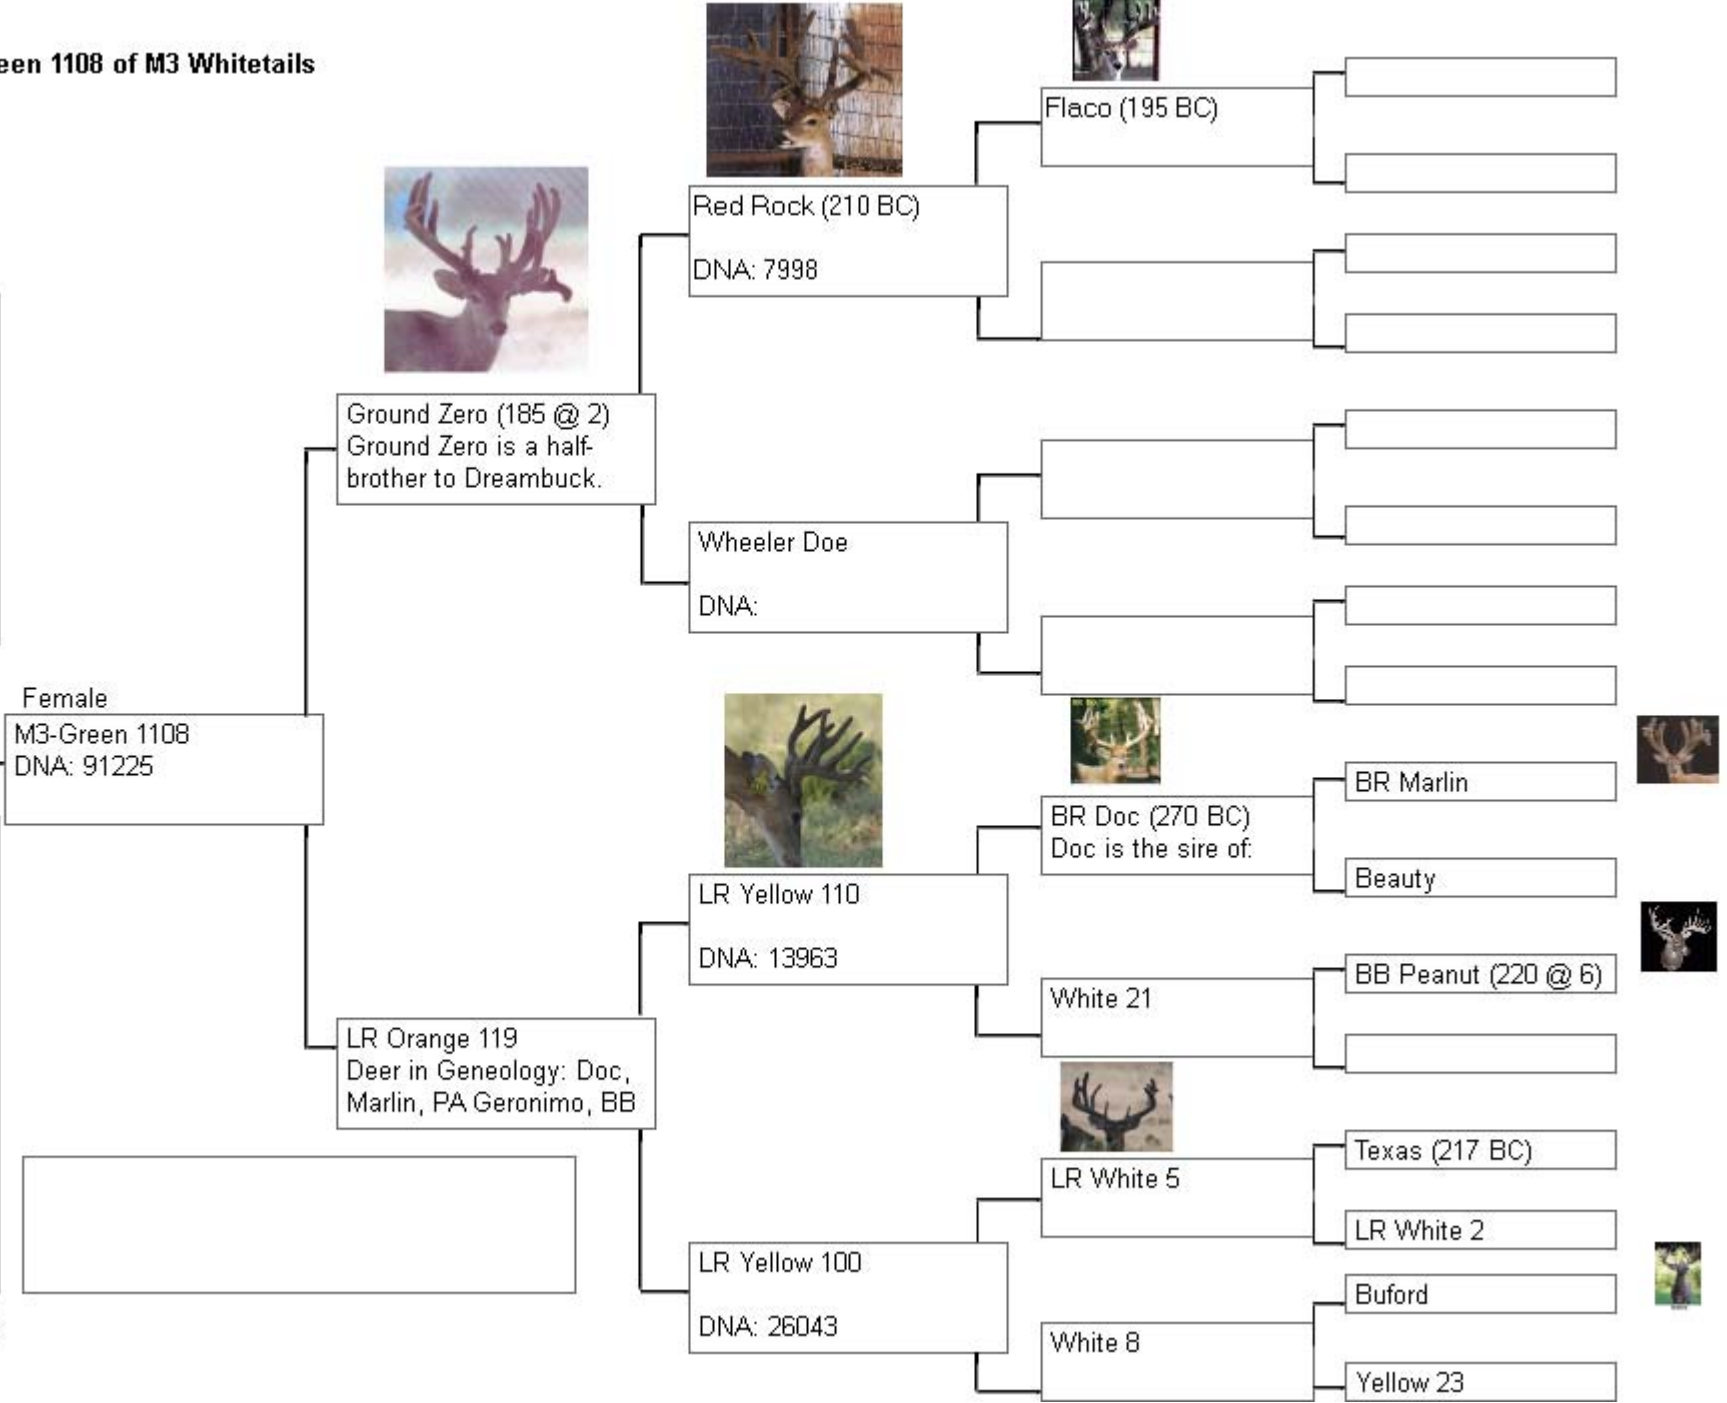 een 1108 of M3 Whitetails
Flaco (195 BC)
Red Rock (210 BC)
DNA: 7998
Ground Zero (185 @ 2)
Ground Zero is a half-
brother to Dreambuck.
Wheeler Doe
DNA:
Female
M3-Green 1108
DNA: 91225
BR Marlin
BR Doc (270 BC)
Doc is the sire of:
Beauty
LR Yellow 110
DNA: 13963
BB Peanut (220 @ 6)
White 21
LR Orange 119
Deer in Geneology: Doc,
Marlin, PA Geronimo, BB
Texas (217 BC)
LR White 5
LR White 2
LR Yellow 100
DNA: 26043
Buford
White 8
Yellow 23